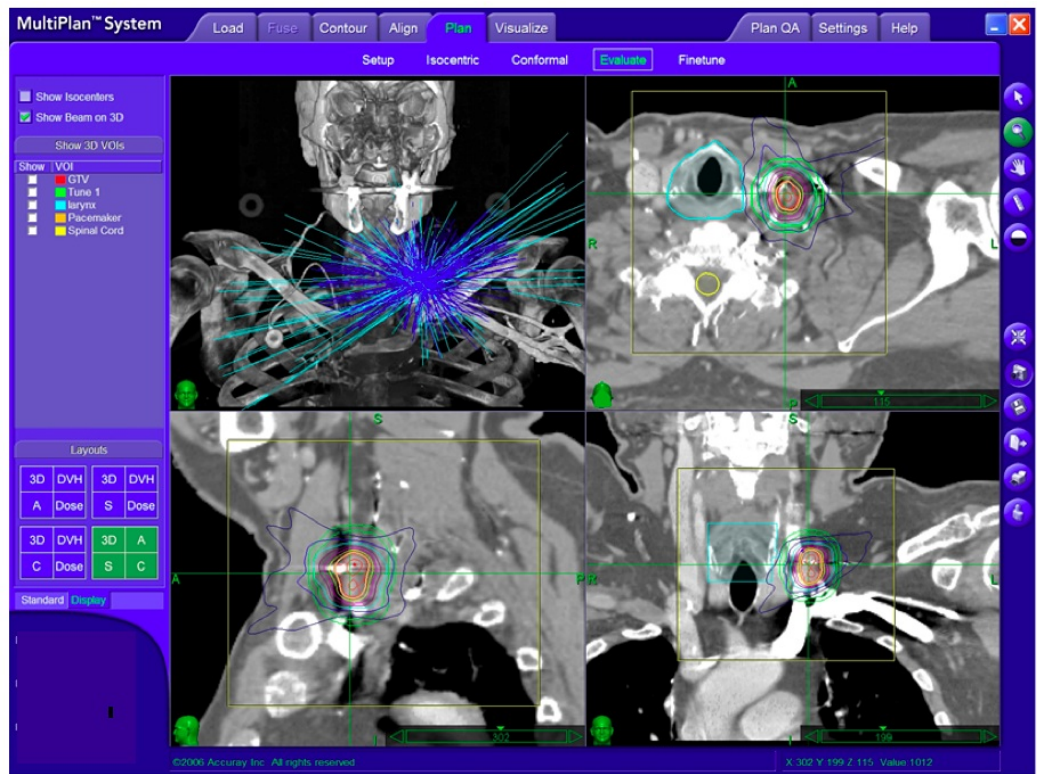 MultiPlan™ System
Load Fuse Contour Align Plan Visualize Plan QA Settings Help
Setup Isocentric Conformal Evaluate Finetune
Show Isocenters
Show Beam on 3D
Show 3D VOIs
Show VOI
GTV
Tune 1
larynx
Pacemaker
Spinal Cord
A
R
L
P
115
S
A
P
I
302
S
R
L
I
199
Layouts
3D DVH 3D DVH
A Dose S Dose
3D DVH 3D A
C Dose S C
Standard Display
©2006 Accuray Inc. All rights reserved
X 302 Y 199 Z 115 Value 1012